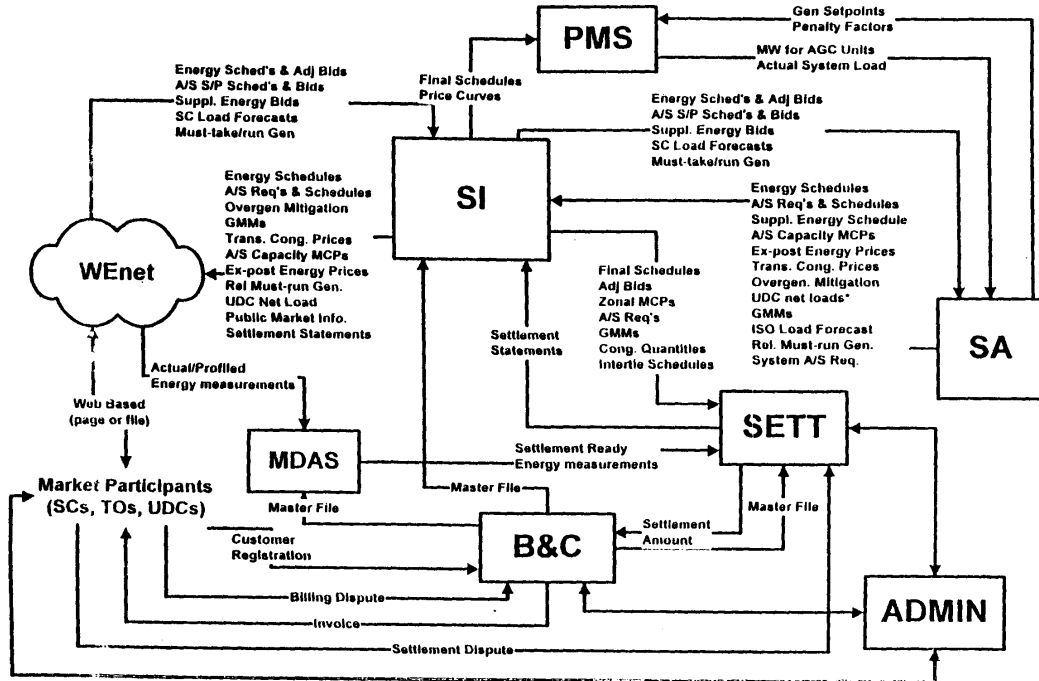 Gen Setpoints
Penalty Factors
PMS
MW for AGC Units
Actual System Load
Energy Sched's & Adj Bids
A/S S/P Sched's & Bids
Suppl. Energy Bids
SC Load Forecasts
Must-take/run Gen
Final Schedules
Price Curves
Energy Sched's & Adj Bids
A/S S/P Sched's & Bids
Suppl. Energy Bids
SC Load Forecasts
Must-take/run Gen
SI
Energy Schedules
A/S Req's & Schedules
Overgen Mitigation
GMMs
Trans. Cong. Prices
A/S Capacity MCPs
Ex-post Energy Prices
Rel Must-run Gen.
UDC Net Load
Public Market Info.
Settlement Statements
WEnet
Energy Schedules
A/S Req's & Schedules
Suppl. Energy Schedule
A/S Capacity MCPs
Ex-post Energy Prices
Trans. Cong. Prices
Overgen. Mitigation
UDC net loads*
GMMs
ISO Load Forecast
Rel. Must-run Gen.
System A/S Req.
SA
Final Schedules
Adj Bids
Zonal MCPs
A/S Req's
GMMs
Cong. Quantities
Intertie Schedules
Settlement
Statements
Actual/Profiled
Energy measurements
Web Based
(page or file)
SETT
MDAS
Settlement Ready
Energy measurements
Market Participants
(SCs, TOs, UDCs)
Master File
Master File
Master File
Settlement
Amount
Customer
Registration
B&C
Billing Dispute
Invoice
ADMIN
Settlement Dispute